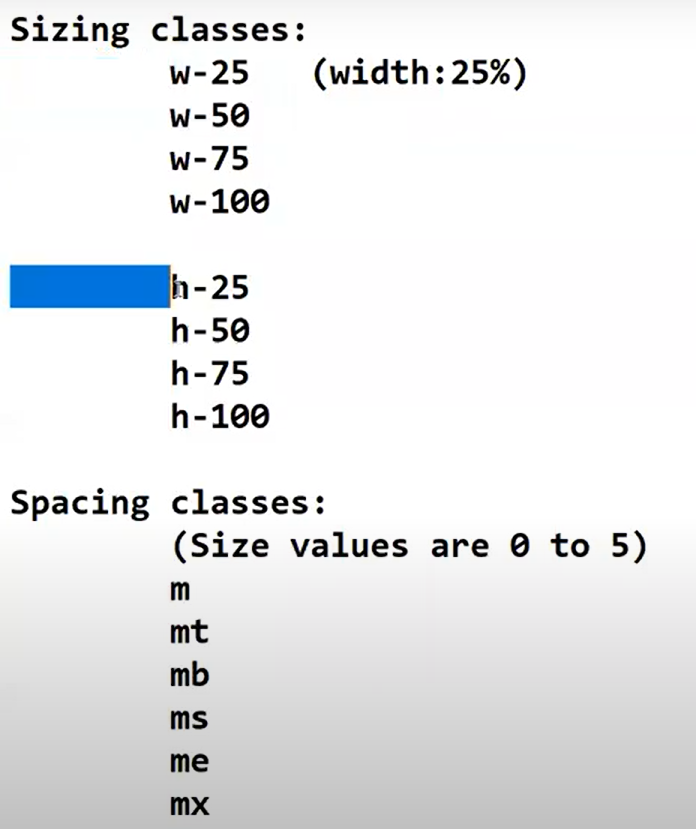 Sizing classes:
w-25 (width:25%)
w-50
w-75
w-100
h-25
h-50
h-75
h-100
Spacing classes:
(Size values are 0 to 5)
m
mt
mb
ms
me
mx